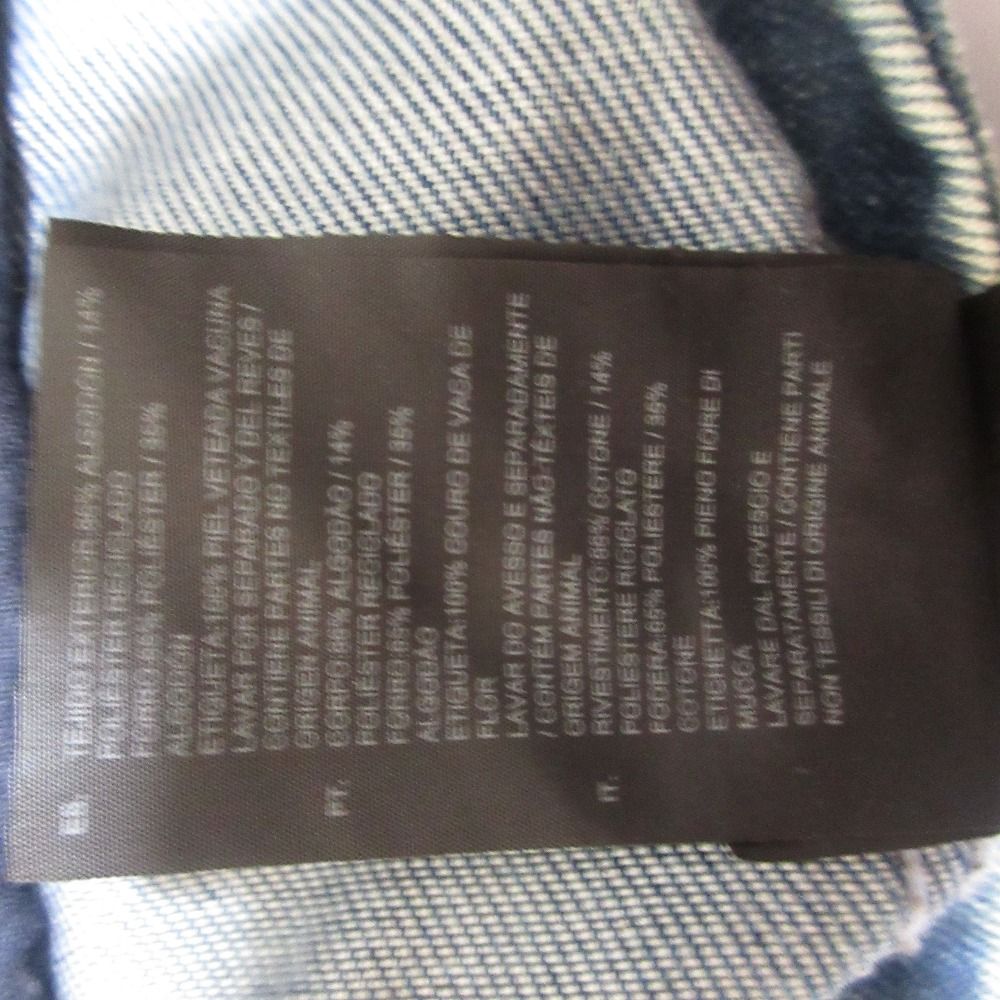 ES: TEJIDO EXTERIOR:86% ALGODÓN / 14%
POLIÉSTER RECICLADO
FORRO:65% POLIÉSTER / 35%
ALGODÓN
ETIQUETA:100% PIEL VETEADA VACUNA
LAVAR POR SEPARADO Y DEL REVÉS /
CONTIENE PARTES NO TEXTILES DE
ORIGEN ANIMAL
PT: CORPO:86% ALGODÃO / 14%
POLIÉSTER RECICLADO
FORRO:65% POLIÉSTER / 35%
ALGODÃO
ETIQUETA:100% COURO DE VACA DE
FLOR
LAVAR DO AVESSO E SEPARADAMENTE
/ CONTÉM PARTES NÃO-TÊXTEIS DE
ORIGEM ANIMAL
IT: RIVESTIMENTO:86% COTONE / 14%
POLIESTERE RICICLATO
FODERA:65% POLIESTERE / 35%
COTONE
ETICHETTA:100% PIENO FIORE DI
MUCCA
LAVARE DAL ROVESCIO E
SEPARATAMENTE / CONTIENE PARTI
NON TESSILI DI ORIGINE ANIMALE